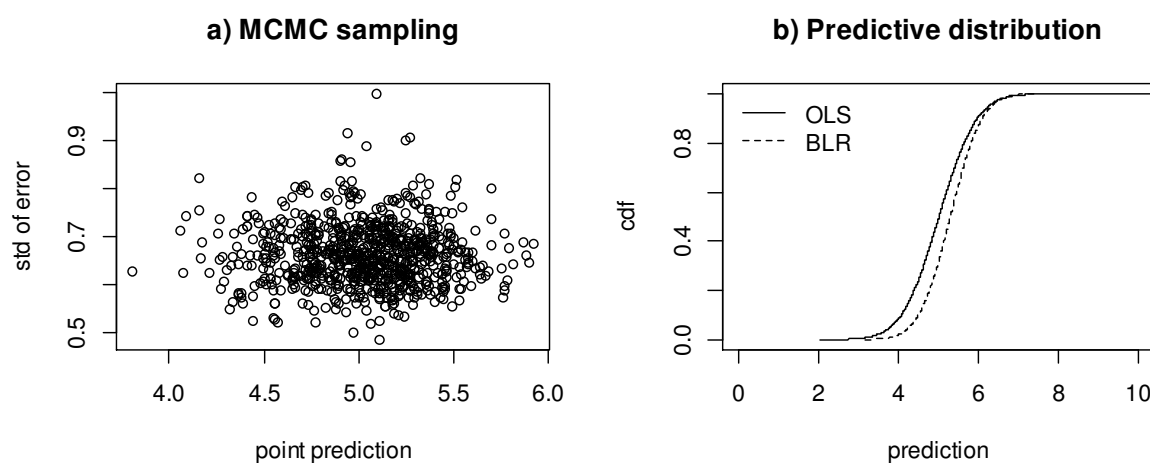 a) MCMC sampling
std of error
0.9
0.7
0.5
4.0 4.5 5.0 5.5 6.0
point prediction
b) Predictive distribution
OLS
BLR
cdf
0.8
0.4
0.0
0 2 4 6 8 10
prediction